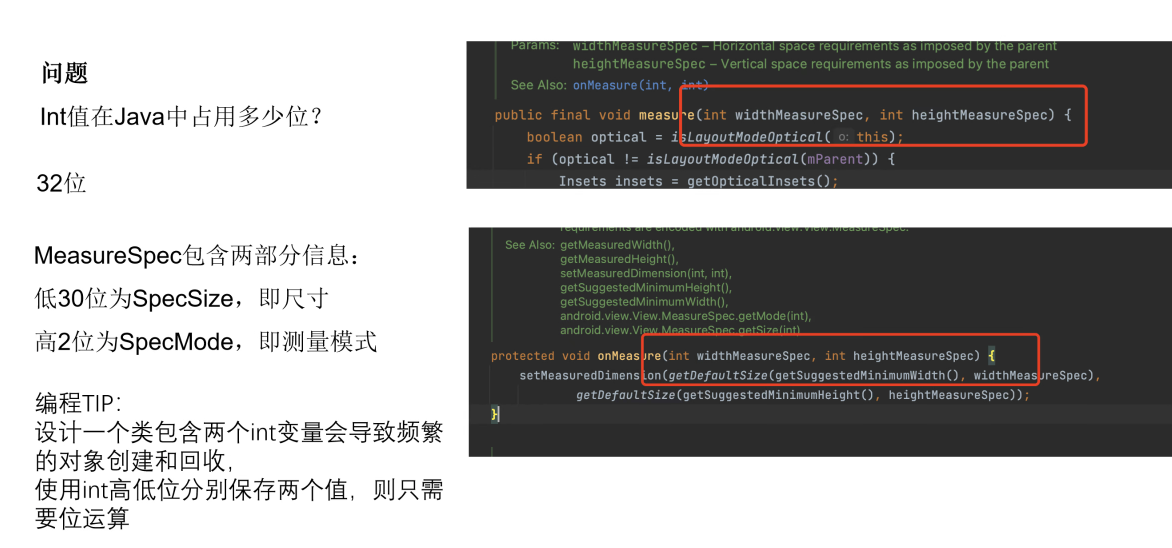 问题
Int值在Java中占用多少位？
32位
MeasureSpec包含两部分信息：
低30位为SpecSize，即尺寸
高2位为SpecMode，即测量模式
编程TIP：
设计一个类包含两个int变量会导致频繁
的对象创建和回收，
使用int高低位分别保存两个值，则只需
要位运算
Params: widthMeasureSpec – Horizontal space requirements as imposed by the parent
heightMeasureSpec – Vertical space requirements as imposed by the parent
See Also: onMeasure(int, int)
public final void measure(int widthMeasureSpec, int heightMeasureSpec) {
boolean optical = isLayoutModeOptical( o: this);
if (optical != isLayoutModeOptical(mParent)) {
Insets insets = getOpticalInsets();
requirements are encoded with android.view.View.MeasureSpec.
See Also: getMeasuredWidth(),
getMeasuredHeight(),
setMeasuredDimension(int, int),
getSuggestedMinimumHeight(),
getSuggestedMinimumWidth(),
android.view.View.MeasureSpec.getMode(int),
android.view.View.MeasureSpec.getSize(int)
protected void onMeasure(int widthMeasureSpec, int heightMeasureSpec) {
setMeasuredDimension(getDefaultSize(getSuggestedMinimumWidth(), widthMeasureSpec),
getDefaultSize(getSuggestedMinimumHeight(), heightMeasureSpec));
}